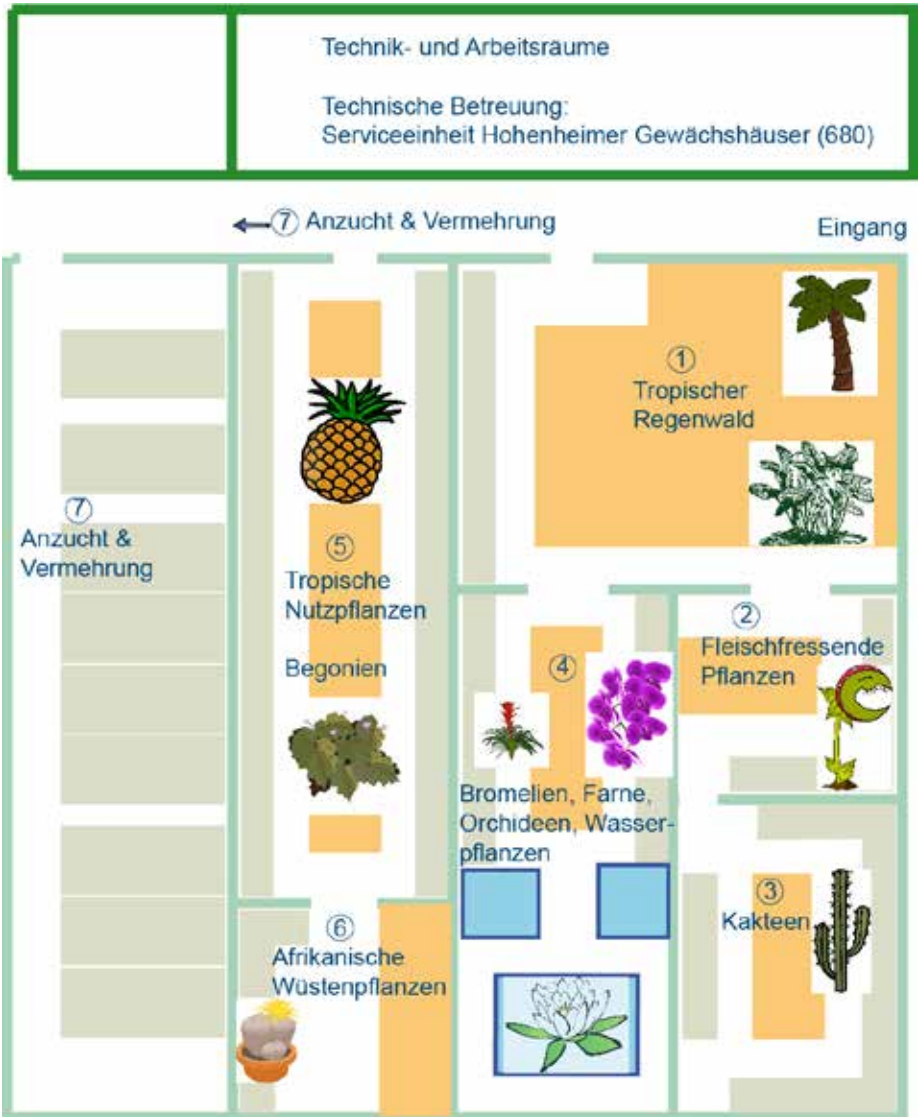 Technik- und Arbeitsräume
Technische Betreuung:
Serviceeinheit Hohenheimer Gewächshäuser (680)
⑦ Anzucht & Vermehrung
Eingang
①
Tropischer
Regenwald
⑦
Anzucht &
Vermehrung
⑤
Tropische
Nutzpflanzen
Begonien
②
Fleischfressende
Pflanzen
④
Bromelien, Farne,
Orchideen, Wasser-
pflanzen
③
Kakteen
⑥
Afrikanische
Wüstenpflanzen